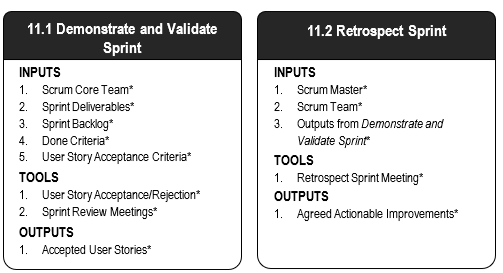 11.1 Demonstrate and Validate
Sprint
INPUTS
1. Scrum Core Team*
2. Sprint Deliverables*
3. Sprint Backlog*
4. Done Criteria*
5. User Story Acceptance Criteria*
TOOLS
1. User Story Acceptance/Rejection*
2. Sprint Review Meetings*
OUTPUTS
1. Accepted User Stories*
11.2 Retrospect Sprint
INPUTS
1. Scrum Master*
2. Scrum Team*
3. Outputs from Demonstrate and
Validate Sprint*
TOOLS
1. Retrospect Sprint Meeting*
OUTPUTS
1. Agreed Actionable Improvements*